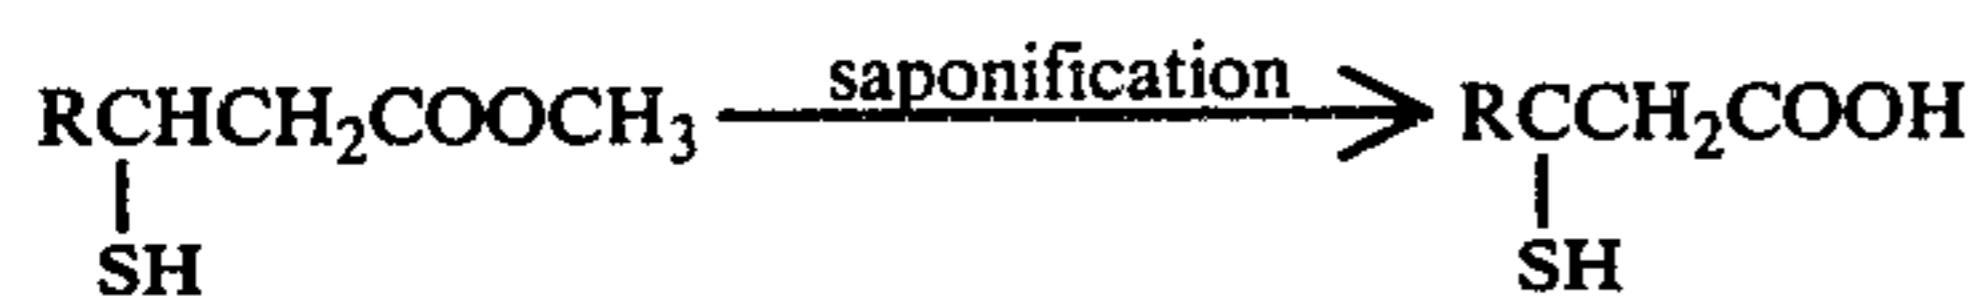 saponification
RCHCH₂COOCH₃ RCCH₂COOH
SH SH